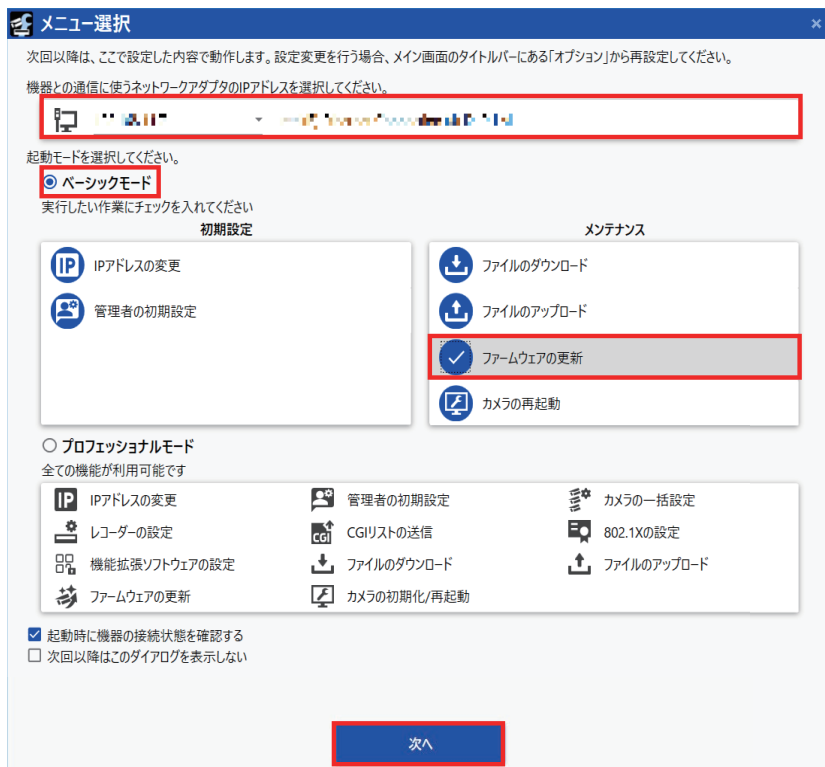 メニュー選択
次回以降は、ここで設定した内容で動作します。設定変更を行う場合、メイン画面のタイトルバーにある「オプション」から再設定してください。
機器との通信に使うネットワークアダプタのIPアドレスを選択してください。
起動モードを選択してください。
ベーシックモード
実行したい作業にチェックを入れてください
初期設定
IP IPアドレスの変更
管理者の初期設定
メンテナンス
ファイルのダウンロード
ファイルのアップロード
ファームウェアの更新
カメラの再起動
プロフェッショナルモード
全ての機能が利用可能です
IP IPアドレスの変更 管理者の初期設定 カメラの一括設定
レコーダーの設定 CGI CGIリストの送信 802.1Xの設定
機能拡張ソフトウェアの設定 ファイルのダウンロード ファイルのアップロード
ファームウェアの更新 カメラの初期化/再起動
起動時に機器の接続状態を確認する
次回以降はこのダイアログを表示しない
次へ